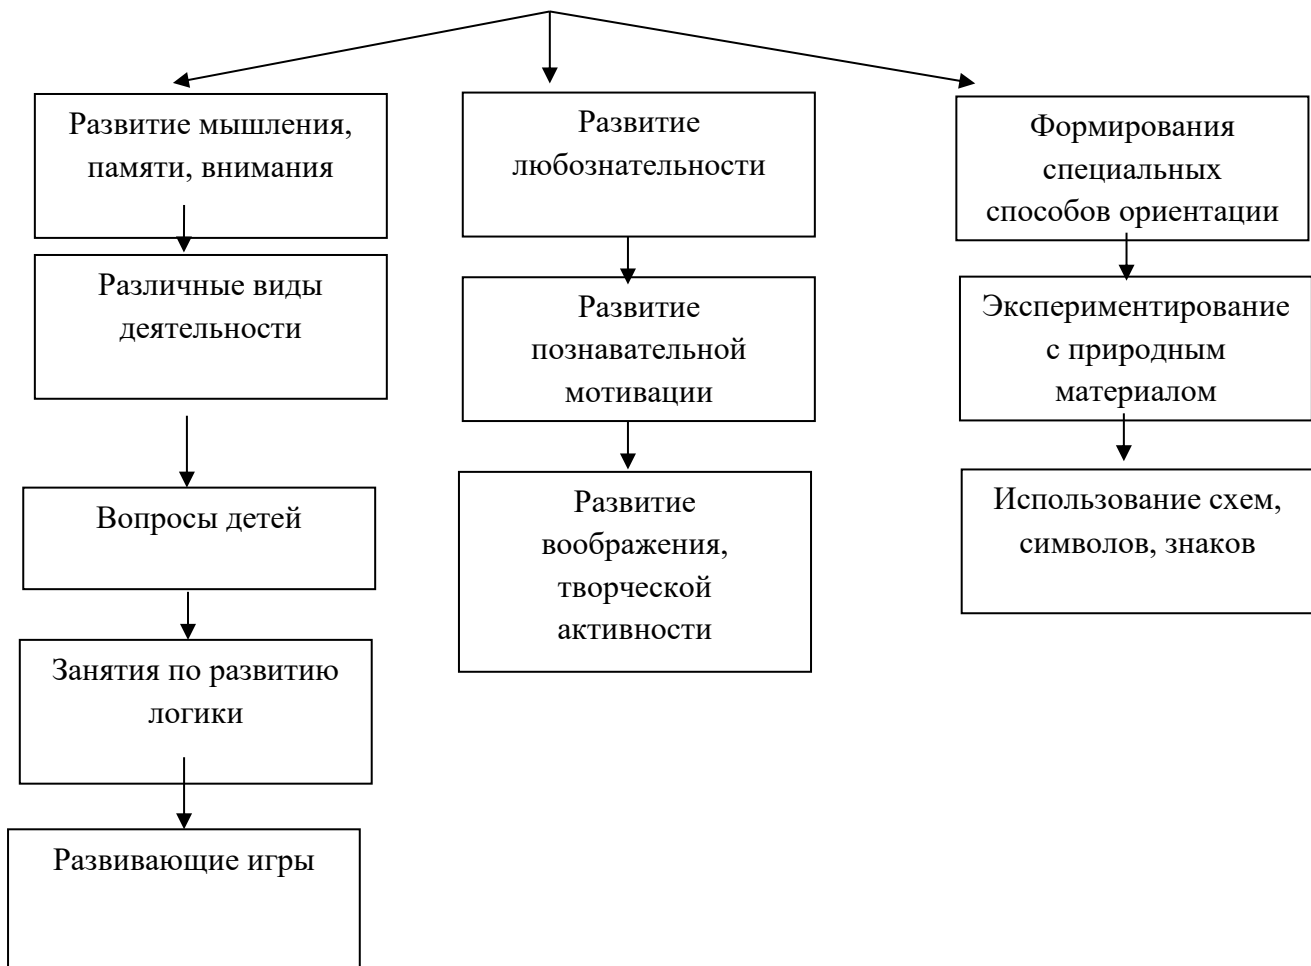 Развитие мышления,
памяти, внимания
Различные виды
деятельности
Вопросы детей
Занятия по развитию
логики
Развивающие игры
Развитие
любознательности
Развитие
познавательной
мотивации
Развитие
воображения,
творческой
активности
Формирования
специальных
способов ориентации
Экспериментирование
с природным
материалом
Использование схем,
символов, знаков